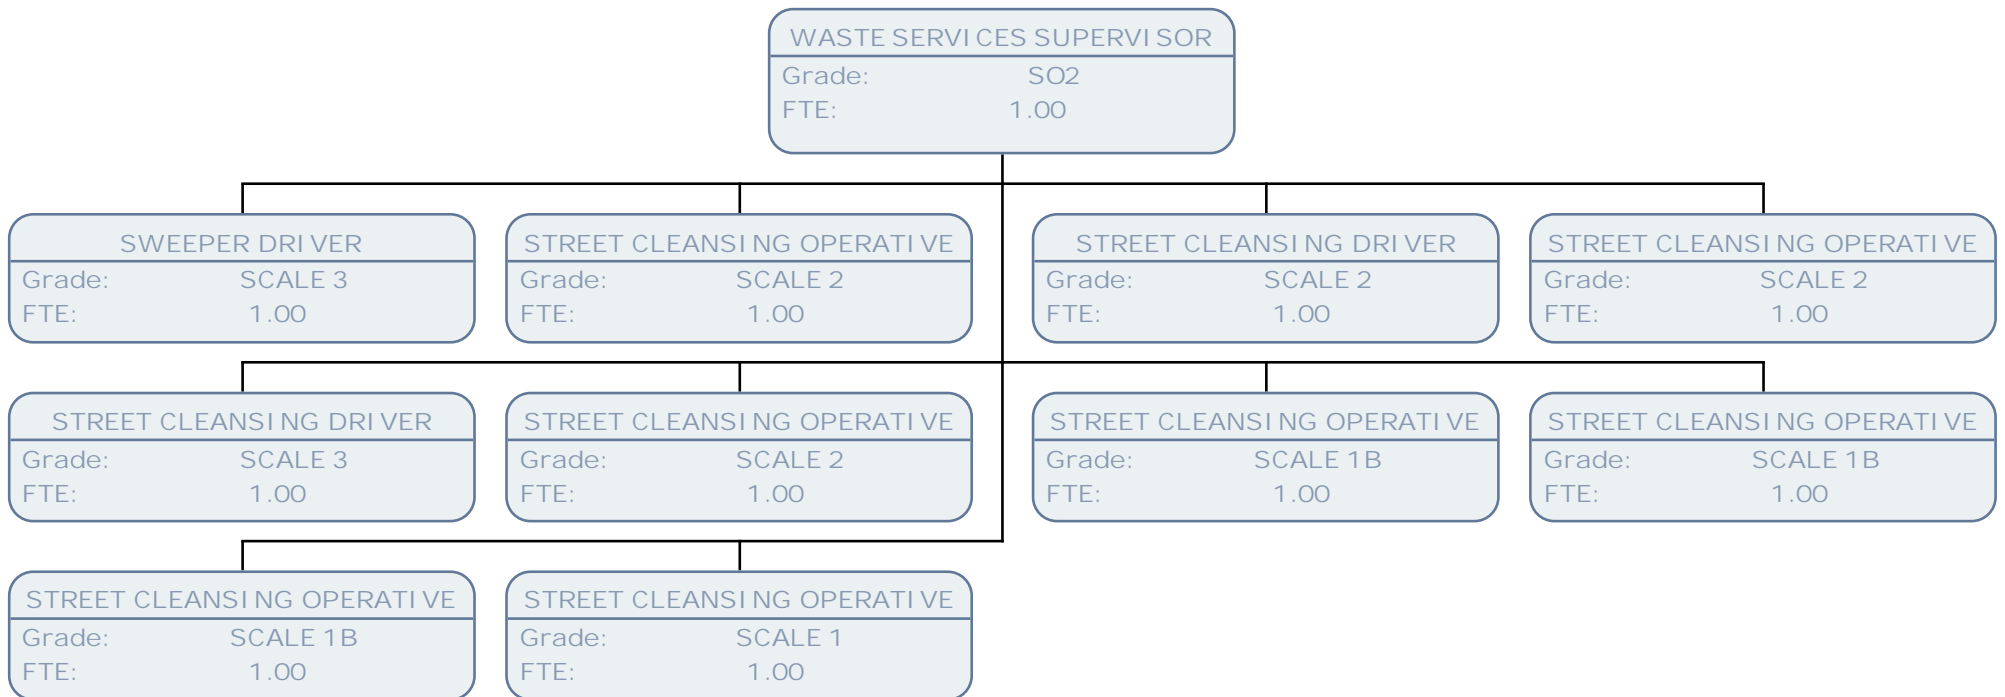 WASTE SERVICES SUPERVISOR
Grade: SO2
FTE: 1.00
SWEEPER DRIVER
Grade: SCALE 3
FTE: 1.00
STREET CLEANSING OPERATIVE
Grade: SCALE 2
FTE: 1.00
STREET CLEANSING DRIVER
Grade: SCALE 2
FTE: 1.00
STREET CLEANSING OPERATIVE
Grade: SCALE 2
FTE: 1.00
STREET CLEANSING DRIVER
Grade: SCALE 3
FTE: 1.00
STREET CLEANSING OPERATIVE
Grade: SCALE 2
FTE: 1.00
STREET CLEANSING OPERATIVE
Grade: SCALE 1B
FTE: 1.00
STREET CLEANSING OPERATIVE
Grade: SCALE 1B
FTE: 1.00
STREET CLEANSING OPERATIVE
Grade: SCALE 1B
FTE: 1.00
STREET CLEANSING OPERATIVE
Grade: SCALE 1
FTE: 1.00